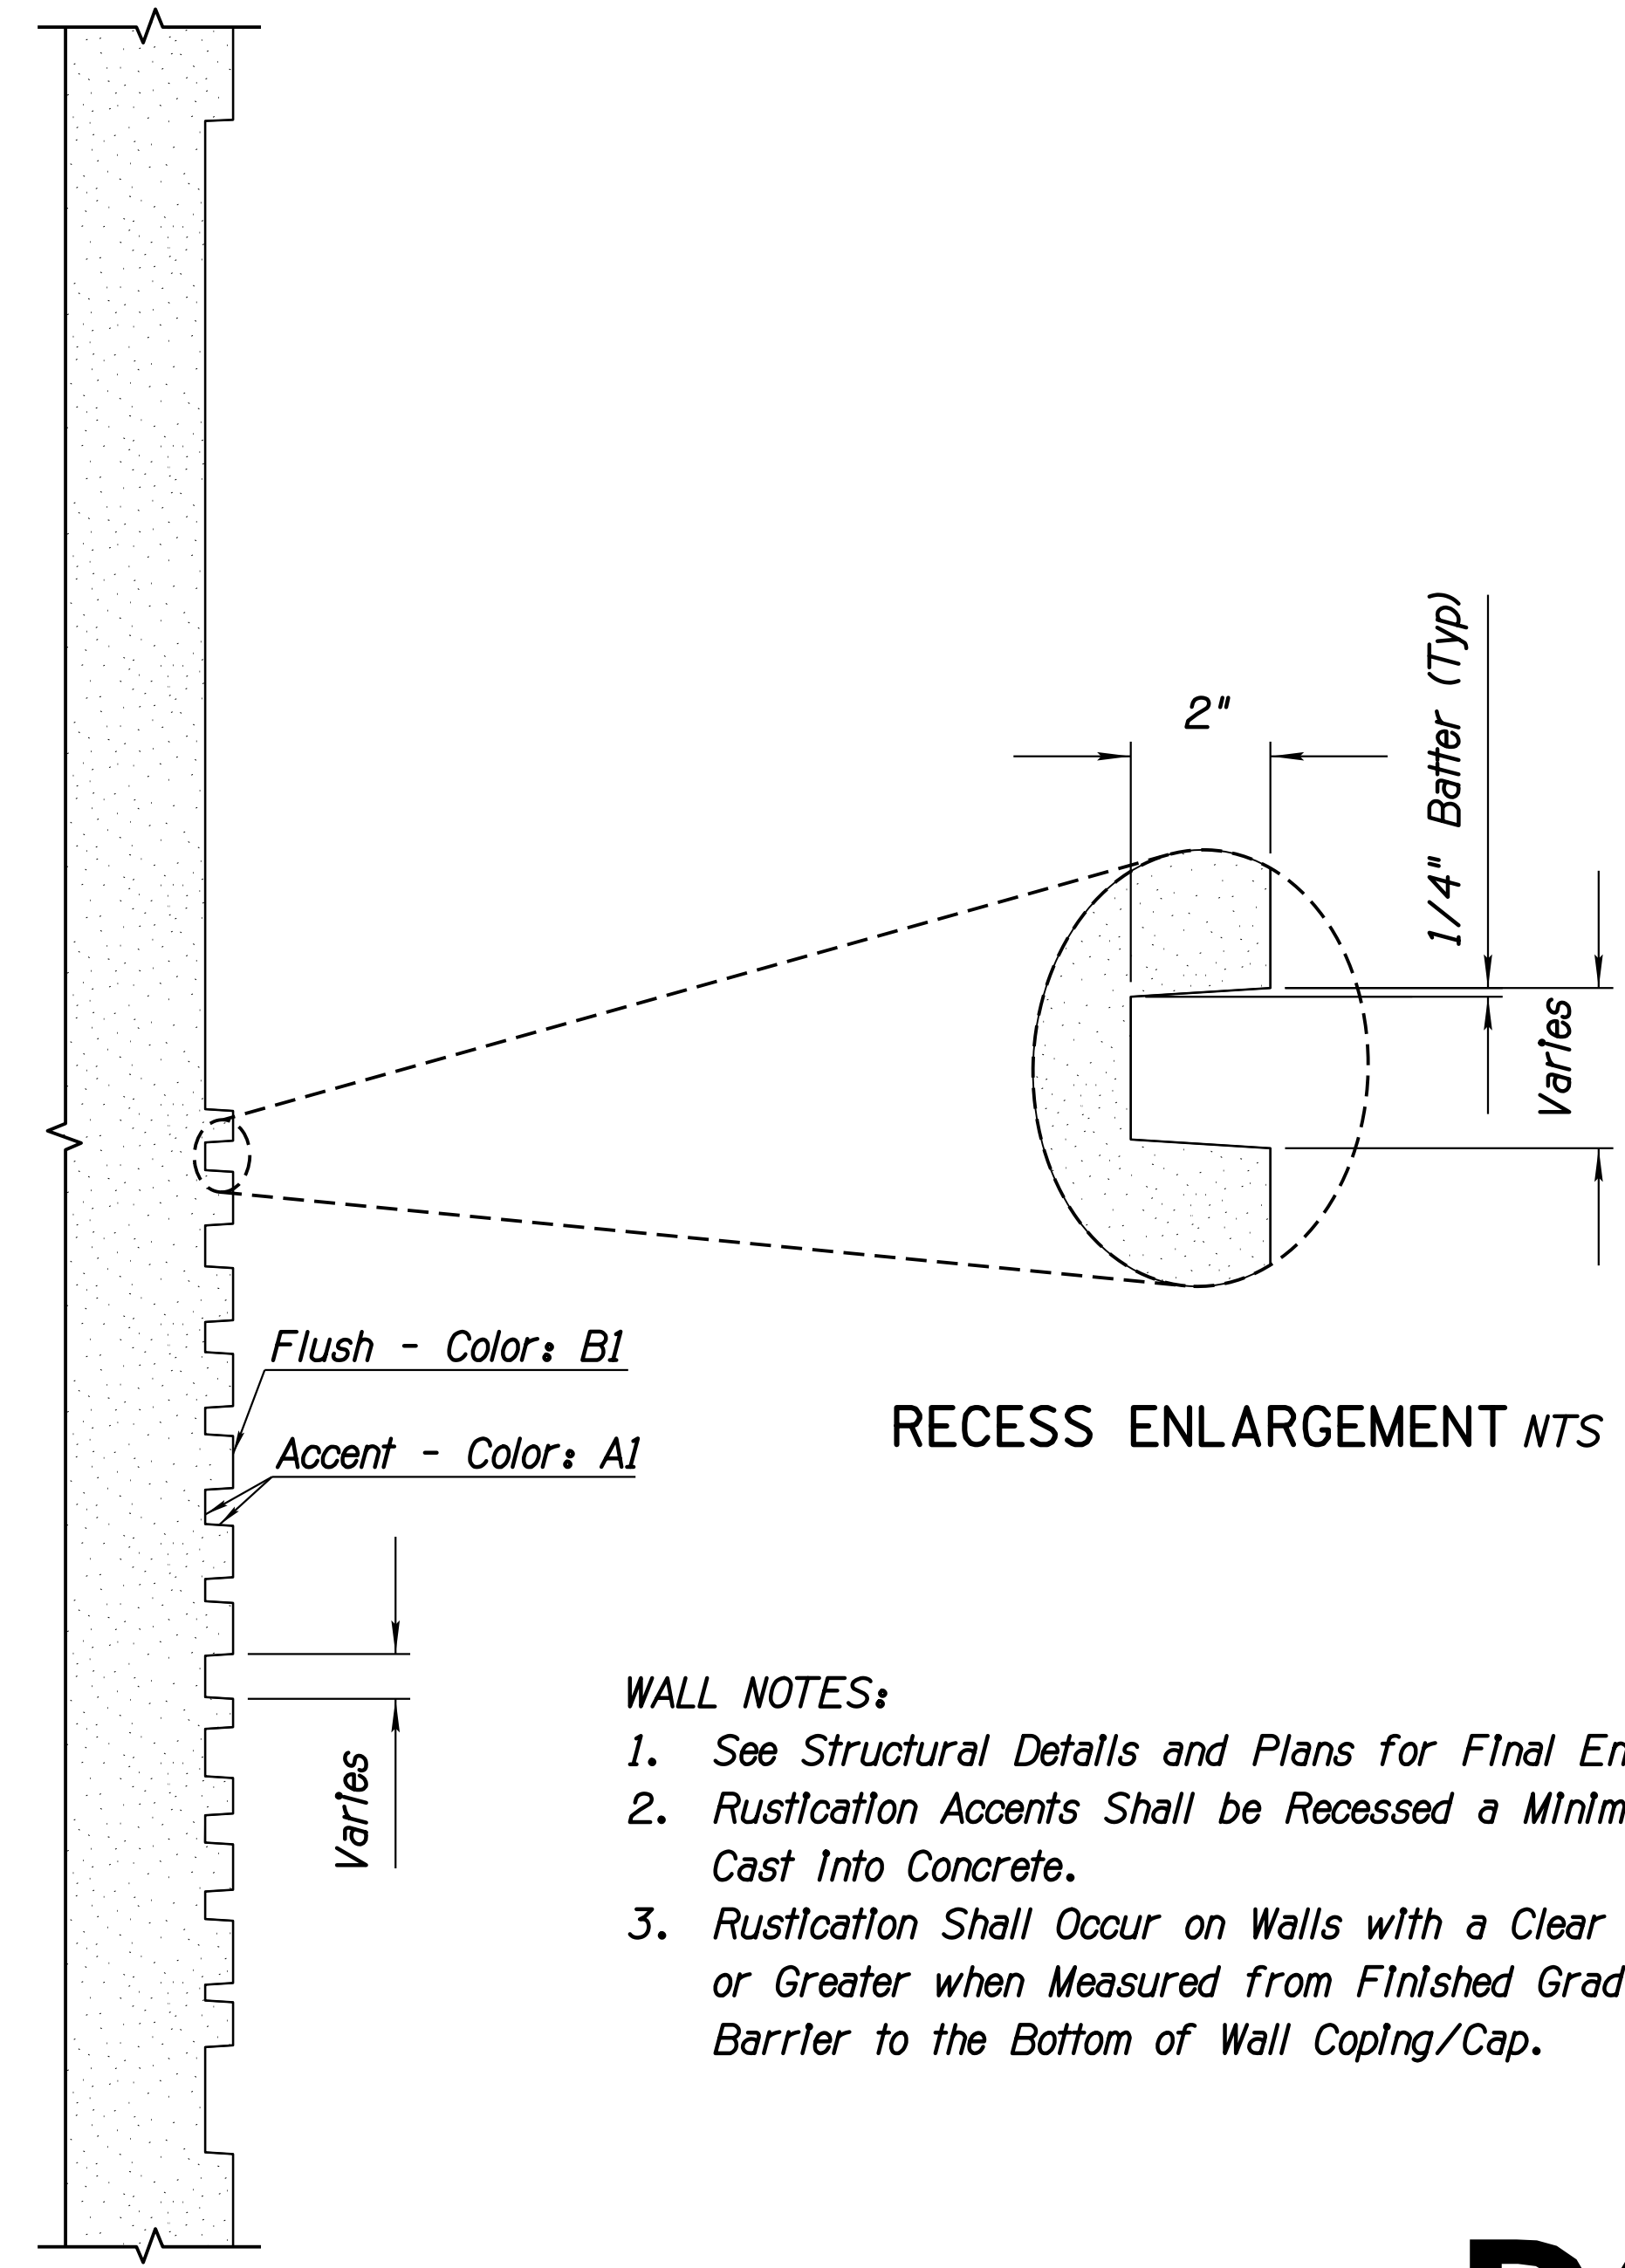 2"
1/4" Batter (Typ)
Varies
Flush - Color: B1
Accent - Color: A1
RECESS ENLARGEMENT NTS
Varies
WALL NOTES:
1. See Structural Details and Plans for Final
2. Rustication Accents Shall be Recessed a
Cast into Concrete.
3. Rustication Shall Occur on Walls with a Clear
or Greater when Measured from Finished
Barrier to the Bottom of Wall Coping/Cap.